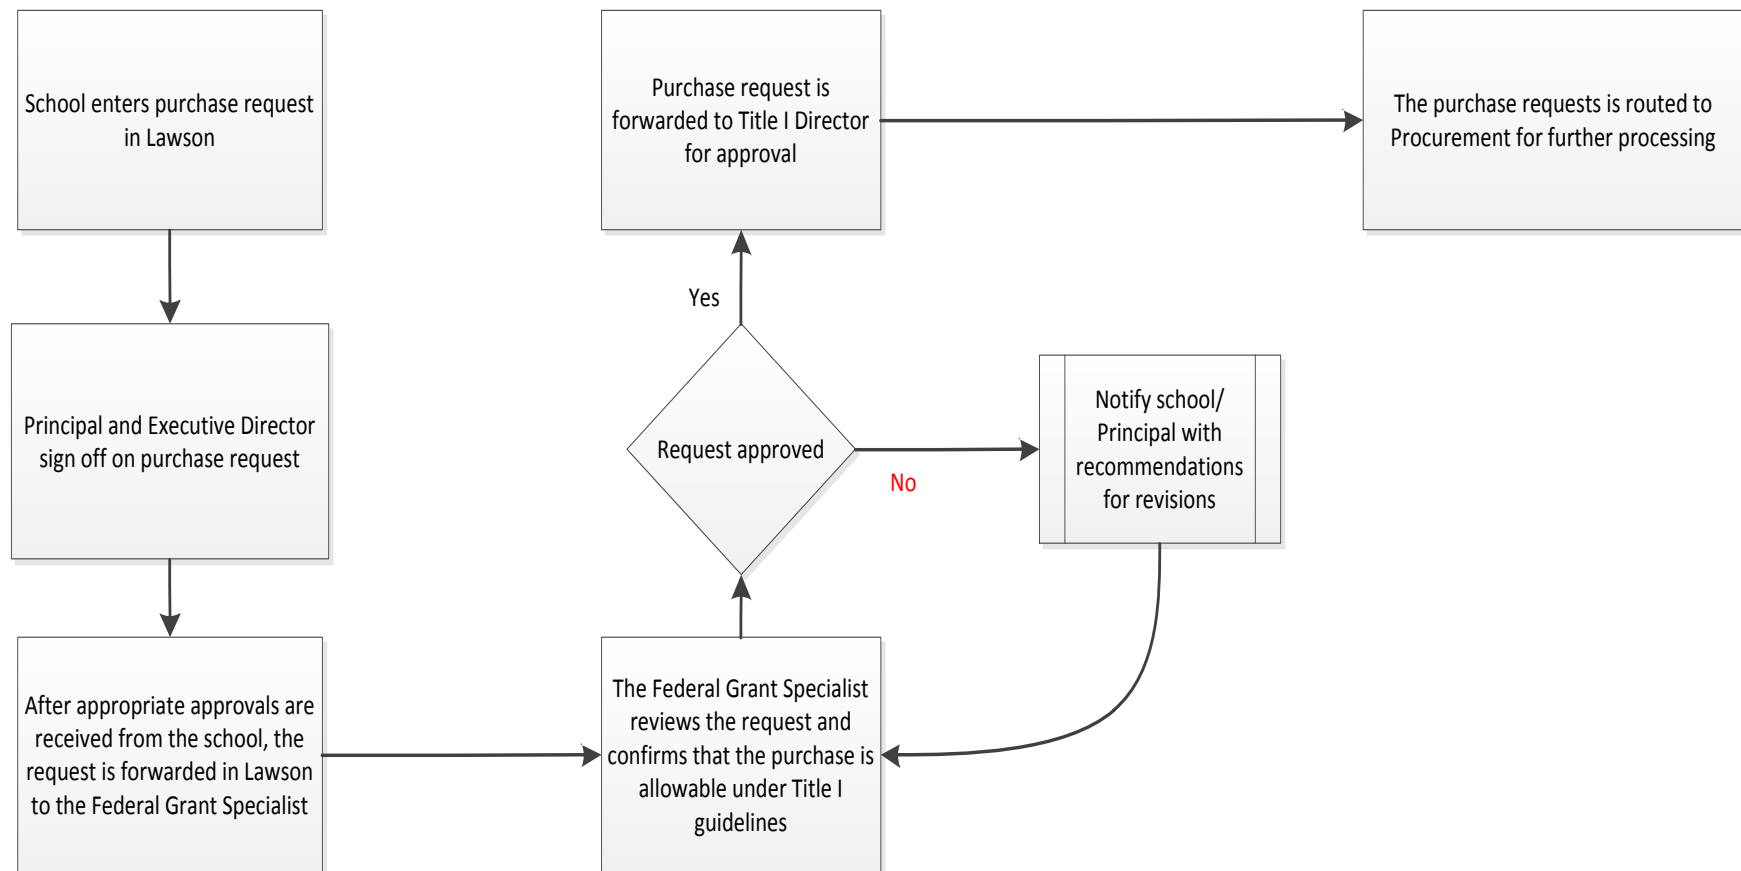 School enters purchase request
in Lawson
Principal and Executive Director
sign off on purchase request
After appropriate approvals are
received from the school, the
request is forwarded in Lawson
to the Federal Grant Specialist
The Federal Grant Specialist
reviews the request and
confirms that the purchase is
allowable under Title I
guidelines
Request approved
Yes
No
Purchase request is
forwarded to Title I Director
for approval
Notify school/
Principal with
recommendations
for revisions
The purchase requests is routed to
Procurement for further processing